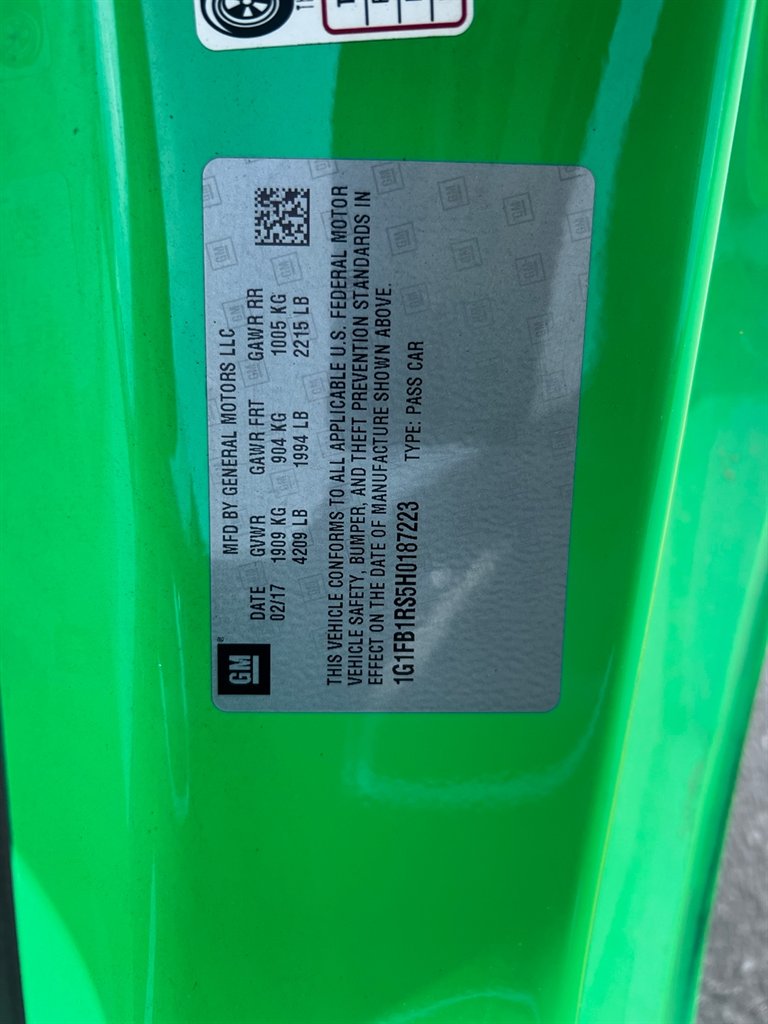 GM
MFD BY GENERAL MOTORS LLC
DATE GVWR GAWR FRT GAWR RR
02/17 1909 KG 904 KG 1005 KG
4209 LB 1994 LB 2215 LB
THIS VEHICLE CONFORMS TO ALL APPLICABLE U.S. FEDERAL MOTOR
VEHICLE SAFETY, BUMPER, AND THEFT PREVENTION STANDARDS IN
EFFECT ON THE DATE OF MANUFACTURE SHOWN ABOVE.
1G1FB1RS5H0187223 TYPE: PASS CAR